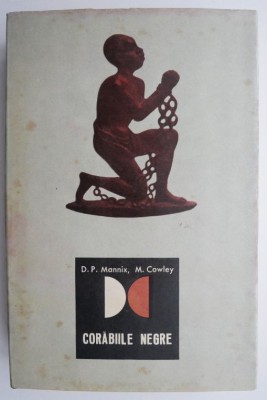 D. P. Mannix, M. Cowley
CORĂBIILE NEGRE